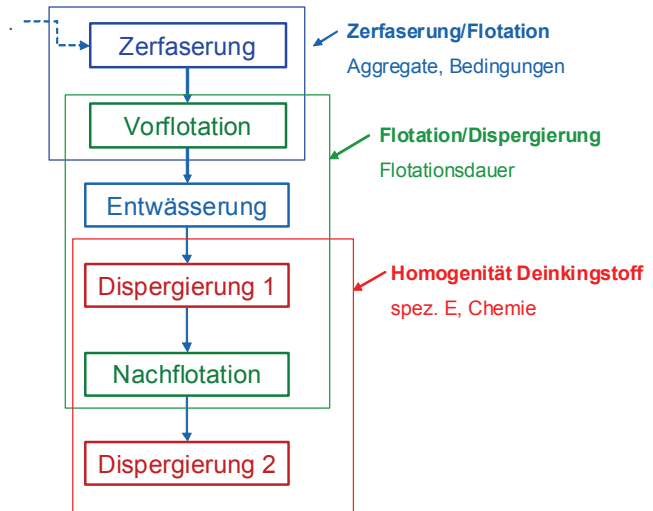 Zerfaserung
Zerfaserung/Flotation
Aggregate, Bedingungen
Vorflotation
Flotation/Dispergierung
Flotationsdauer
Entwässerung
Dispergierung 1
Homogenität Deinkingstoff
spez. E, Chemie
Nachflotation
Dispergierung 2